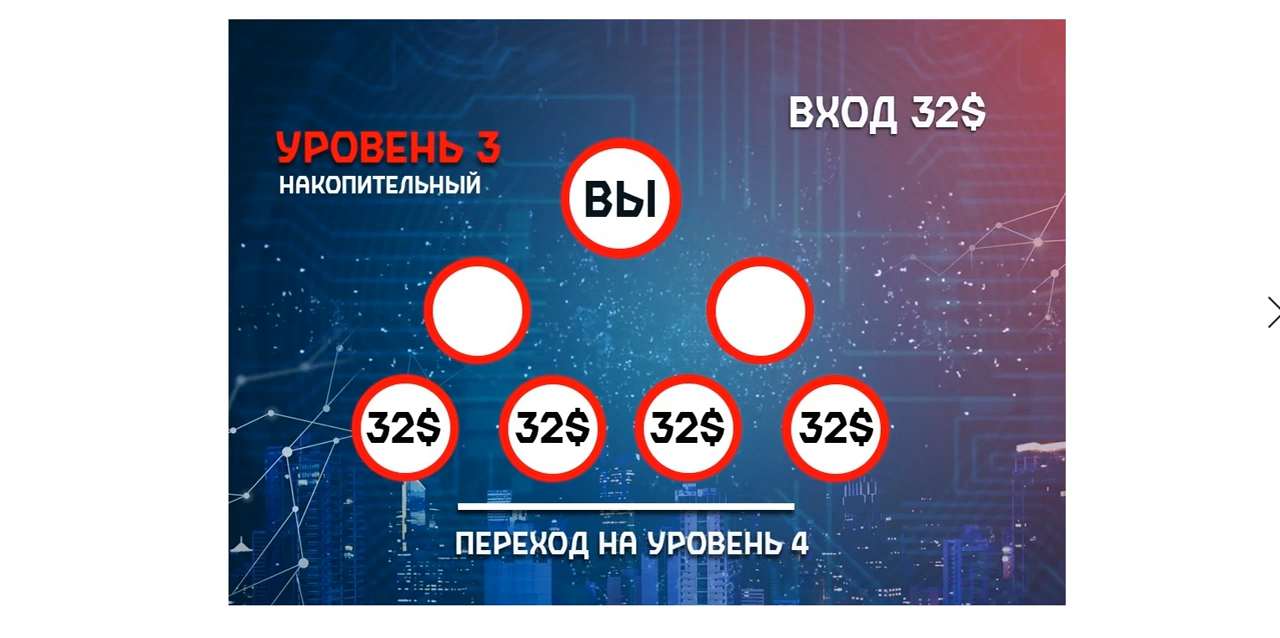 ВХОД 32$
УРОВЕНЬ 3
НАКОПИТЕЛЬНЫЙ
ВЫ
32$ 32$ 32$ 32$
ПЕРЕХОД НА УРОВЕНЬ 4